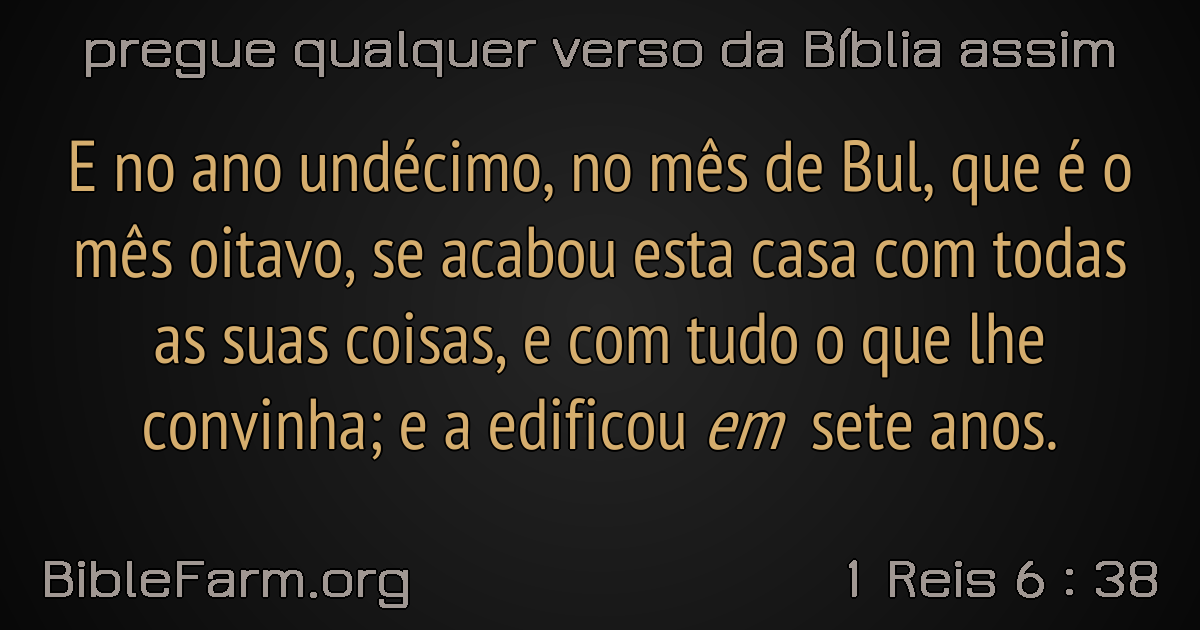 pregue qualquer verso da Bíblia assim
E no ano undécimo, no mês de Bul, que é o
mês oitavo, se acabou esta casa com todas
as suas coisas, e com tudo o que lhe
convinha; e a edificou em sete anos.
BibleFarm.org
1 Reis 6 : 38